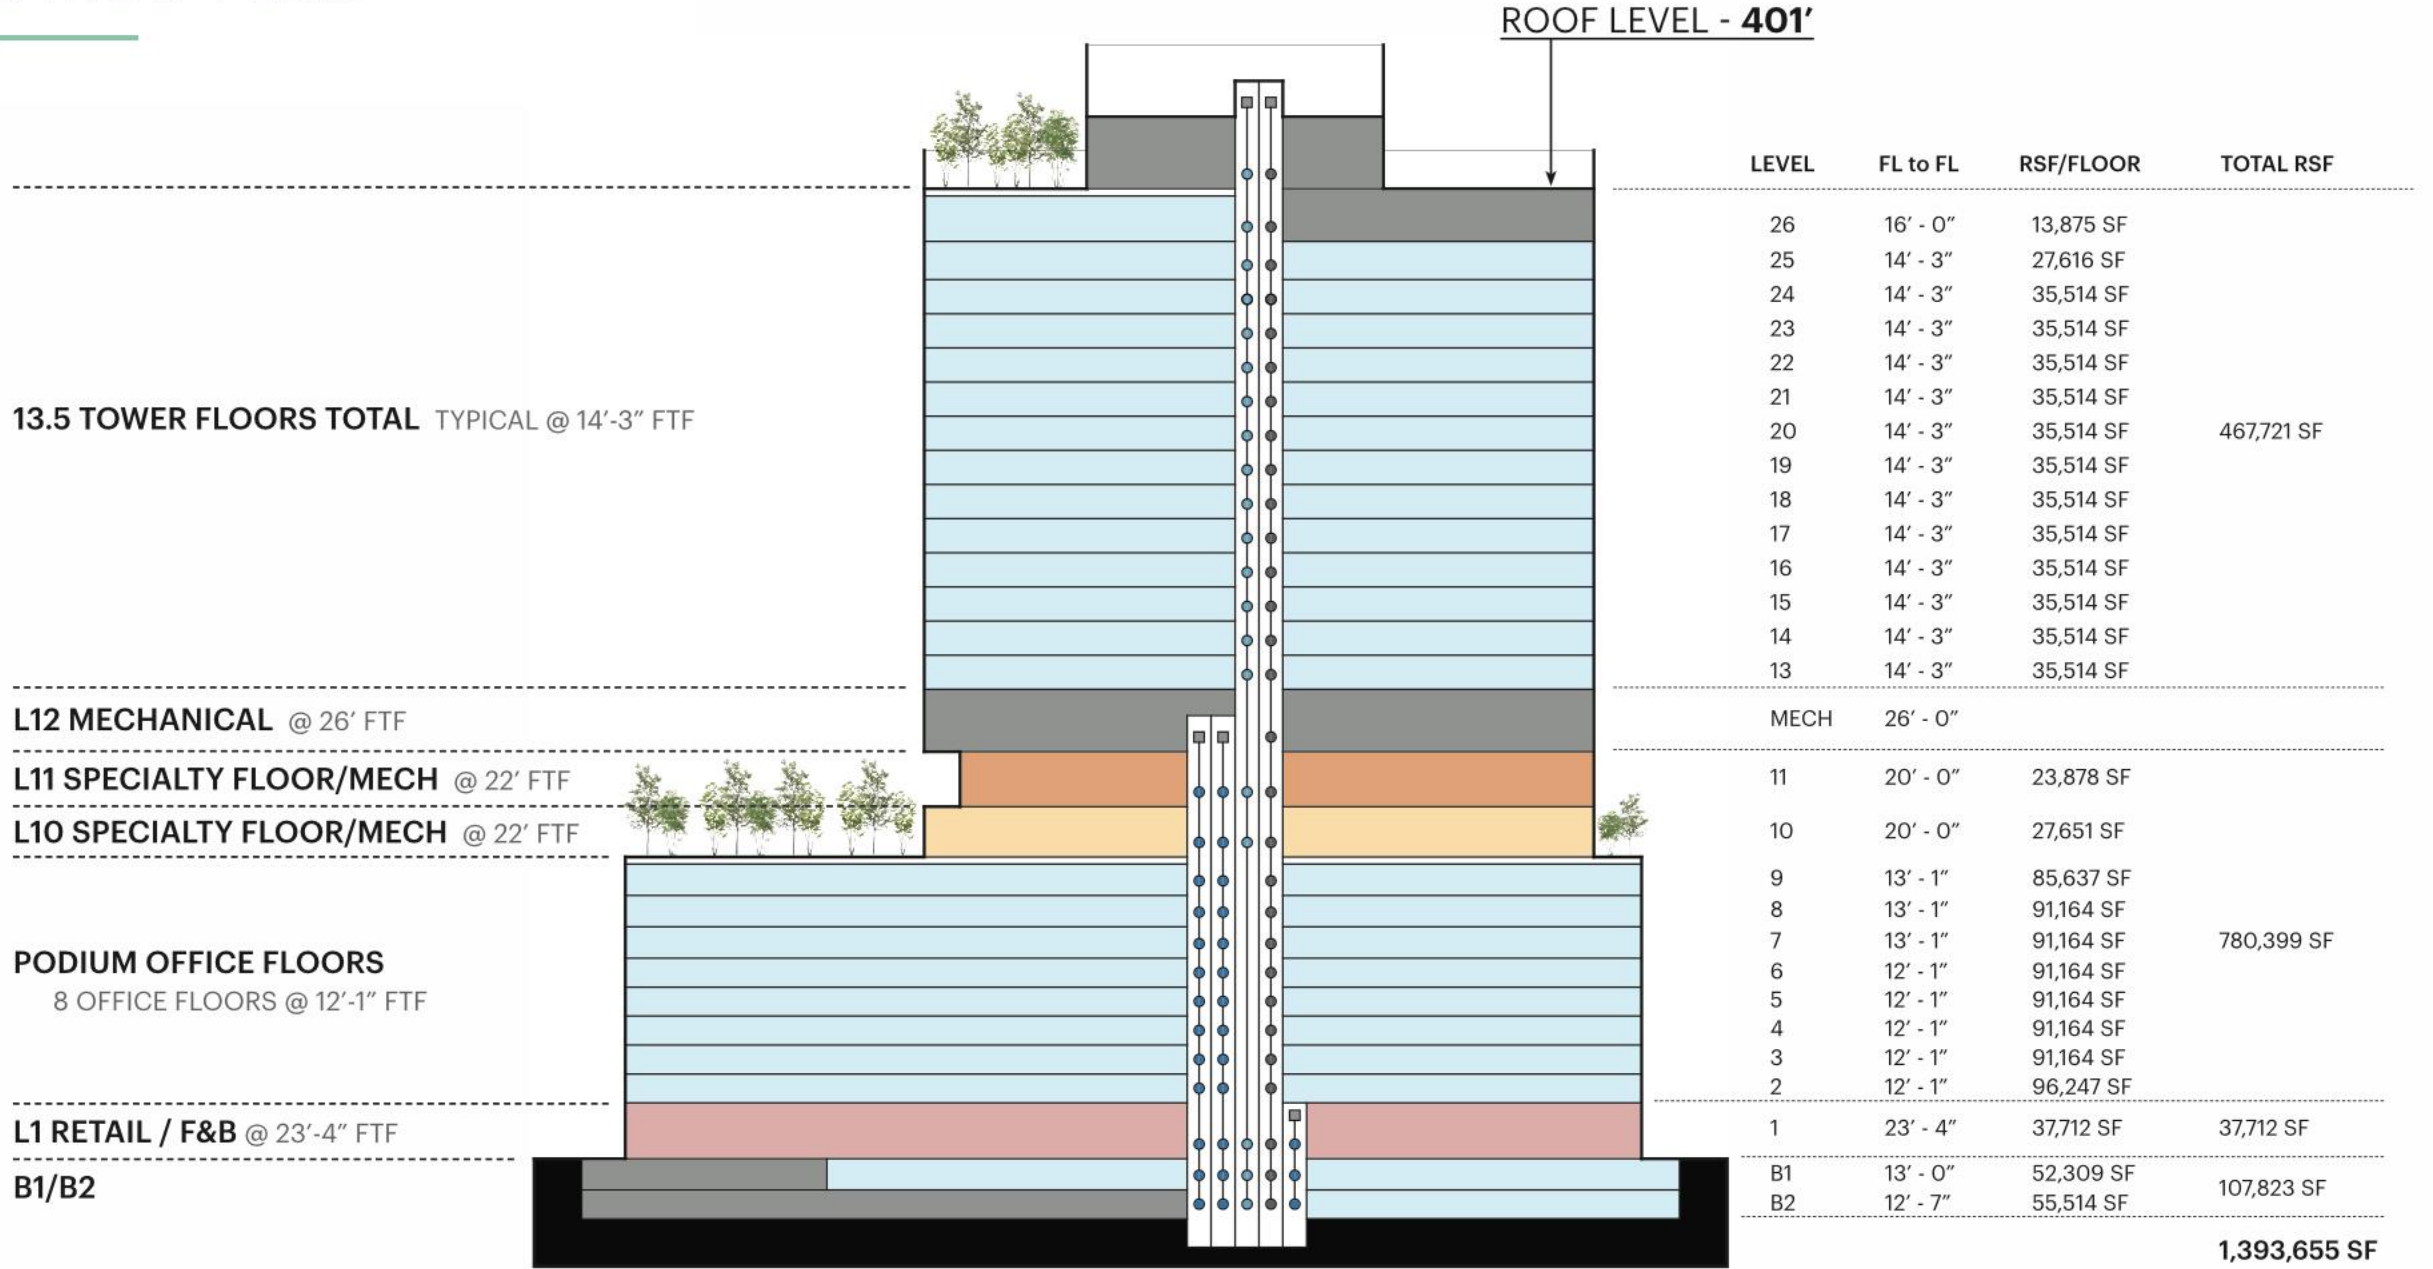 ROOF LEVEL - 401'
LEVEL FL to FL RSF/FLOOR TOTAL RSF
26 16' - 0" 13,875 SF
25 14' - 3" 27,616 SF
24 14' - 3" 35,514 SF
23 14' - 3" 35,514 SF
22 14' - 3" 35,514 SF
21 14' - 3" 35,514 SF
13.5 TOWER FLOORS TOTAL TYPICAL @ 14'-3" FTF
20 14' - 3" 35,514 SF 467,721 SF
19 14' - 3" 35,514 SF
18 14' - 3" 35,514 SF
17 14' - 3" 35,514 SF
16 14' - 3" 35,514 SF
15 14' - 3" 35,514 SF
14 14' - 3" 35,514 SF
13 14' - 3" 35,514 SF
L12 MECHANICAL @ 26' FTF
MECH 26' - 0"
L11 SPECIALTY FLOOR/MECH @ 22' FTF
11 20' - 0" 23,878 SF
L10 SPECIALTY FLOOR/MECH @ 22' FTF
10 20' - 0" 27,651 SF
9 13' - 1" 85,637 SF
8 13' - 1" 91,164 SF
7 13' - 1" 91,164 SF 780,399 SF
PODIUM OFFICE FLOORS
6 12' - 1" 91,164 SF
8 OFFICE FLOORS @ 12'-1" FTF
5 12' - 1" 91,164 SF
4 12' - 1" 91,164 SF
3 12' - 1" 91,164 SF
2 12' - 1" 96,247 SF
L1 RETAIL / F&B @ 23'-4" FTF
1 23' - 4" 37,712 SF 37,712 SF
B1/B2
B1 13' - 0" 52,309 SF
107,823 SF
B2 12' - 7" 55,514 SF
1,393,655 SF